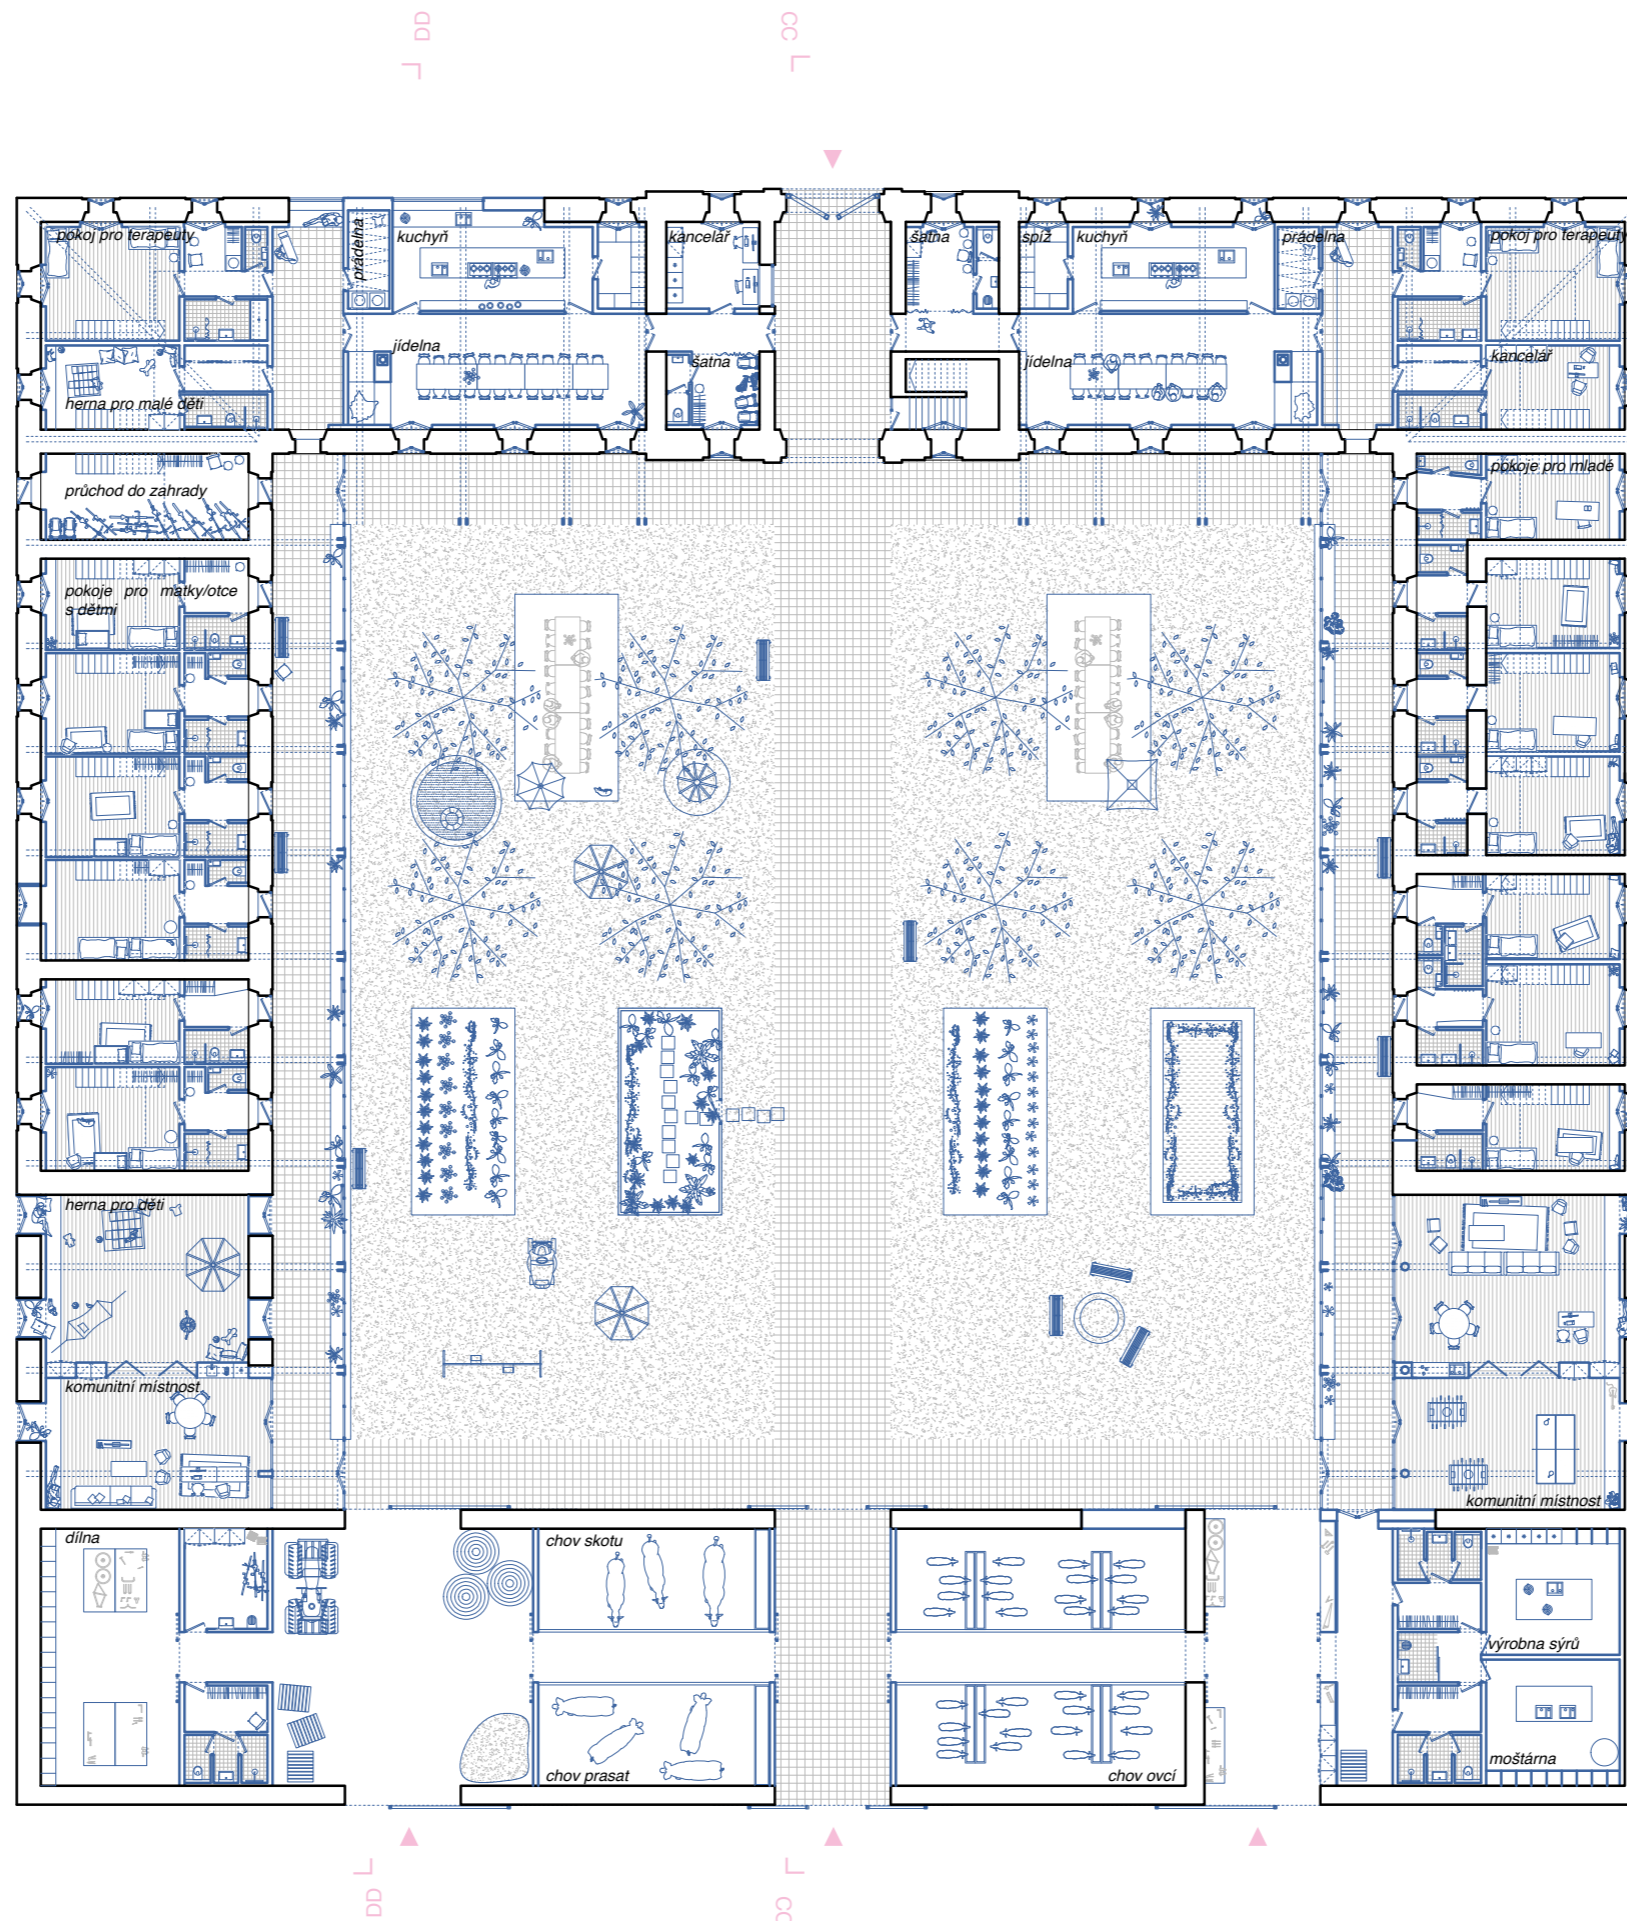 DD
CC
pokoj pro terapeuty
prádelna
kuchyň
kancelář
šatna
spíž
kuchyň
prádelna
pokoj pro terapeuty
jídelna
šatna
jídelna
kancelář
herna pro malé děti
průchod do zahrady
pokoje pro mladé
pokoje pro matky/otce
s dětmi
herna pro děti
komunitní místnost
komunitní místnost
dílna
chov skotu
výrobna sýrů
chov prasat
chov ovcí
moštárna
DD
CC